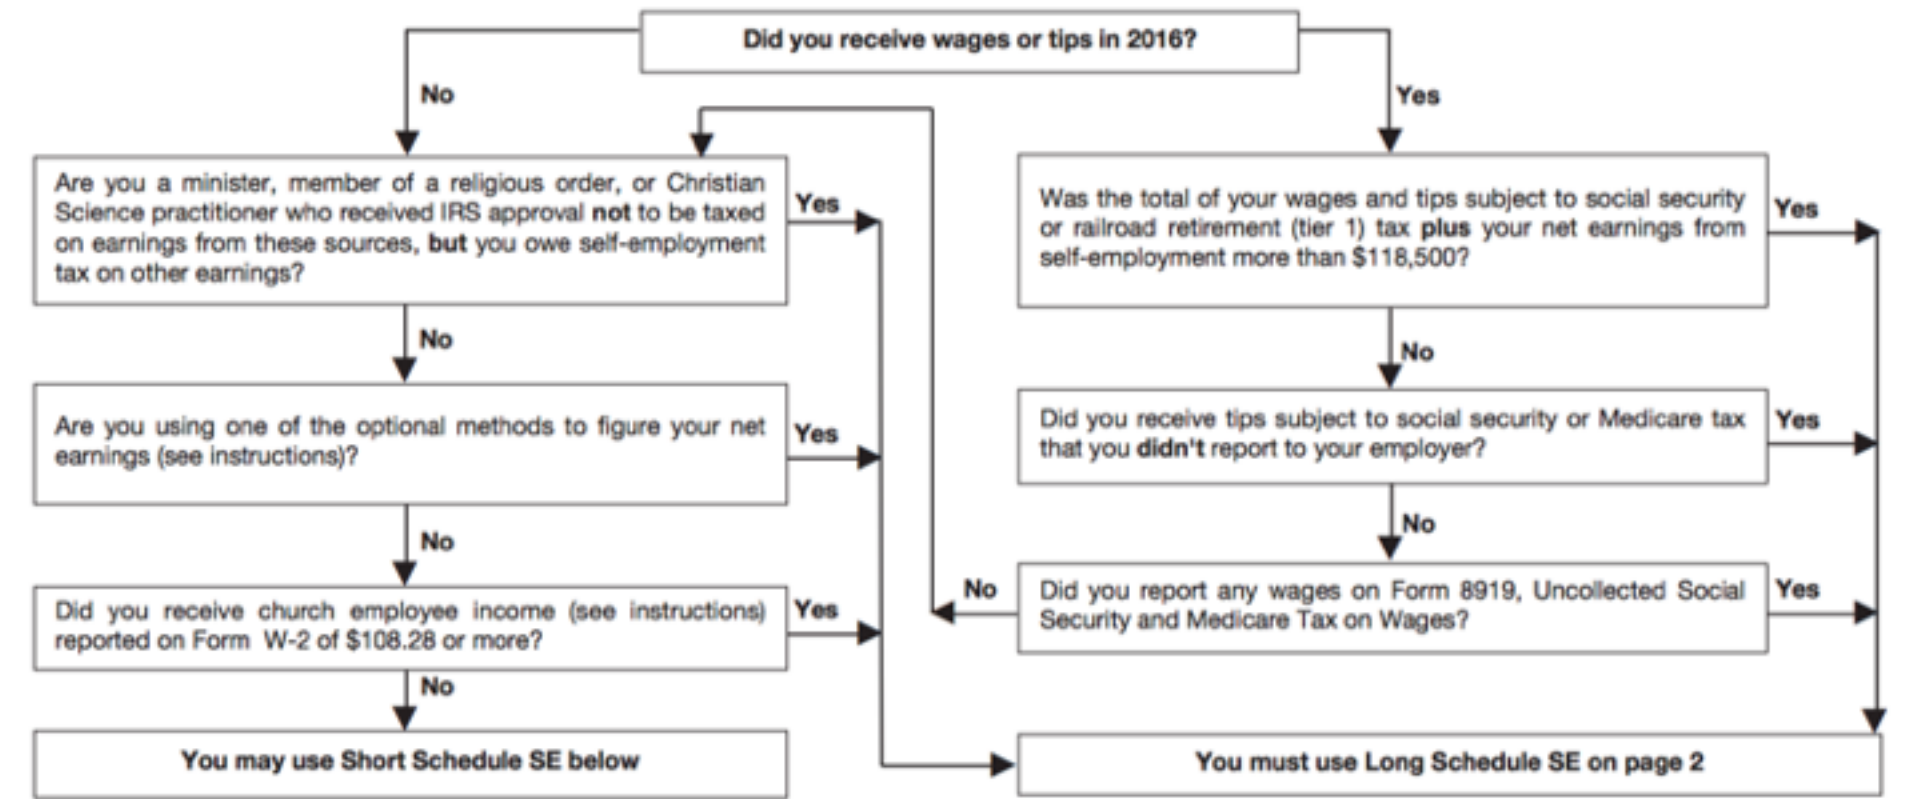 Did you receive wages or tips in 2016?
No
Yes
Are you a minister, member of a religious order, or Christian
Science practitioner who received IRS approval not to be taxed
on earnings from these sources, but you owe self-employment
tax on other earnings?
Yes
Was the total of your wages and tips subject to social security
or railroad retirement (tier 1) tax plus your net earnings from
self-employment more than $118,500?
Yes
No
No
Are you using one of the optional methods to figure your net
earnings (see instructions)?
Yes
Did you receive tips subject to social security or Medicare tax
that you didn't report to your employer?
Yes
No
No
Did you receive church employee income (see instructions)
reported on Form W-2 of $108.28 or more?
Yes
No
Did you report any wages on Form 8919, Uncollected Social
Security and Medicare Tax on Wages?
Yes
No
You may use Short Schedule SE below
You must use Long Schedule SE on page 2